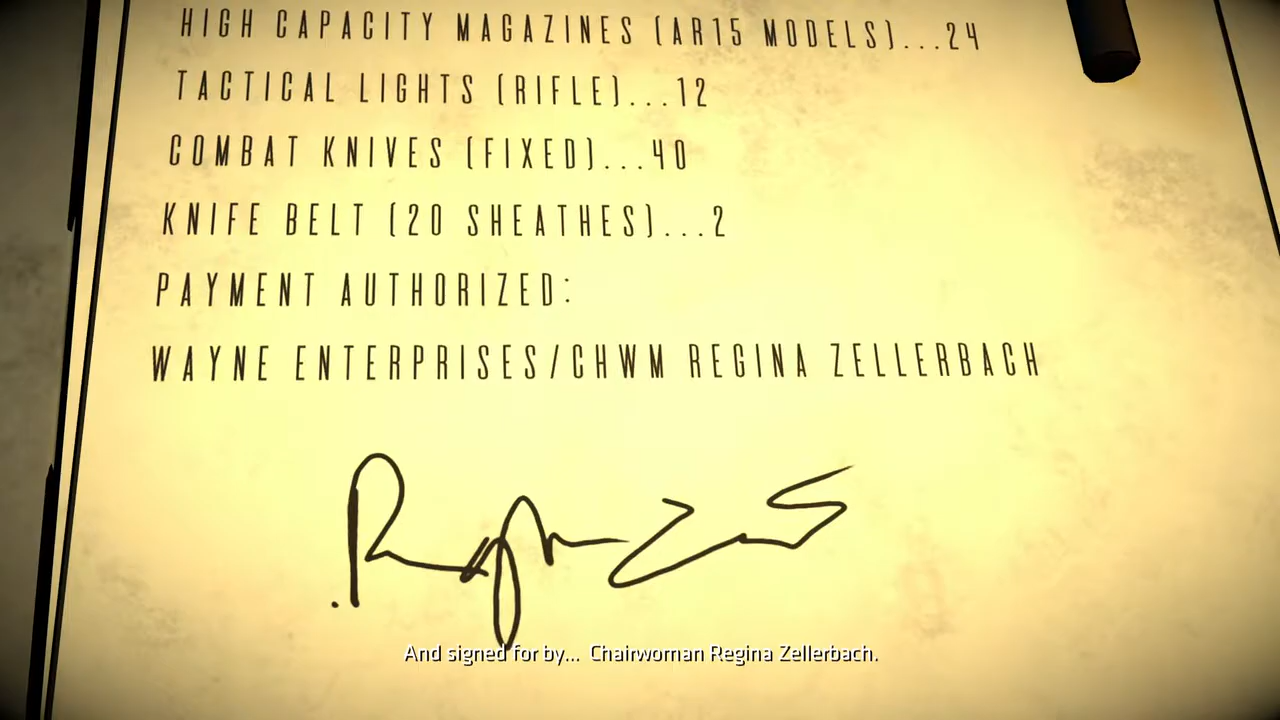 HIGH CAPACITY MAGAZINES (AR15 MODELS)...24
TACTICAL LIGHTS (RIFLE)...12
COMBAT KNIVES (FIXED)...40
KNIFE BELT (20 SHEATHES)...2
PAYMENT AUTHORIZED:
WAYNE ENTERPRISES/CHWM REGINA ZELLERBACH
And signed for by... Chairwoman Regina Zellerbach.